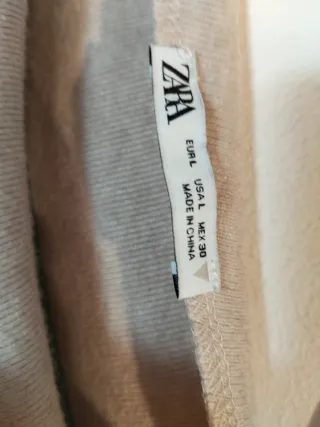 ZARA
EUR L USA L MEX 30
MADE IN CHINA